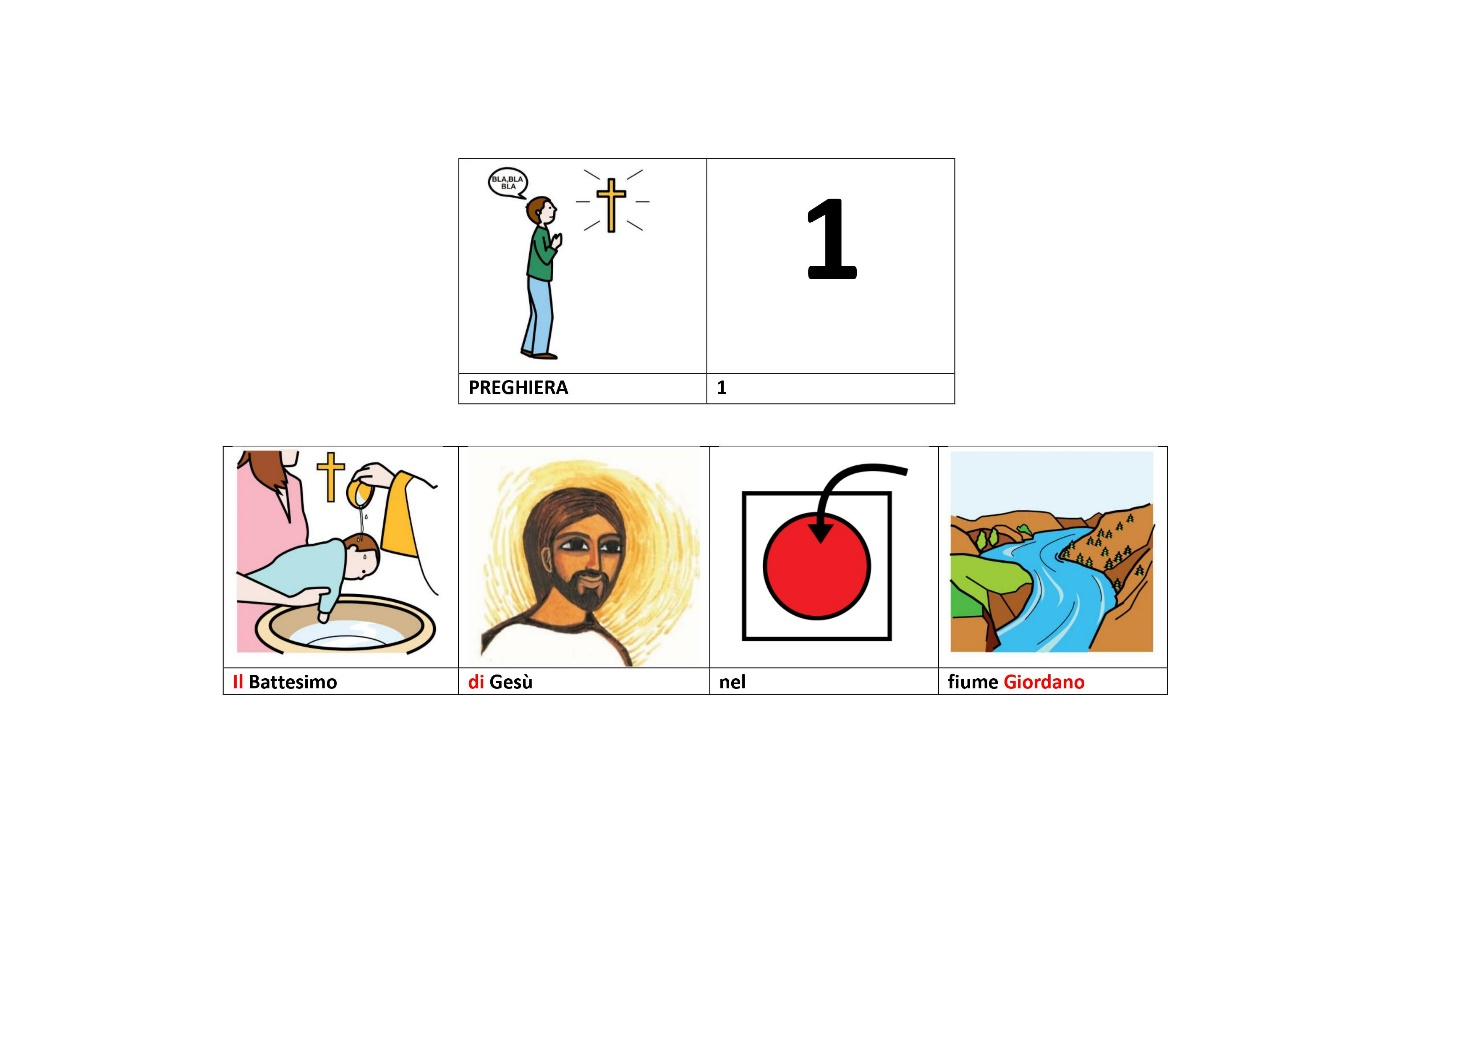 BLA,BLA
BLA
1
PREGHIERA 1
Il Battesimo di Gesù nel fiume Giordano